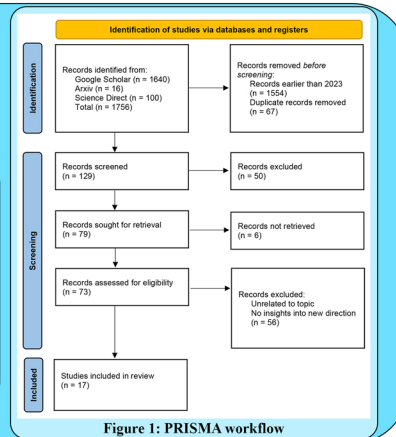 Identification of studies via databases and registers
Identification
Records identified from:
Google Scholar (n = 1640)
Arxiv (n = 16)
Science Direct (n = 100)
Total (n = 1756)
Records removed before
screening:
Records earlier than 2023
(n = 1554)
Duplicate records removed
(n = 67)
Screening
Records screened
(n = 129)
Records excluded
(n = 50)
Records sought for retrieval
(n = 79)
Records not retrieved
(n = 6)
Records assessed for eligibility
(n = 73)
Records excluded:
Unrelated to topic
No insights into new direction
(n = 56)
Included
Studies included in review
(n = 17)
Figure 1: PRISMA workflow